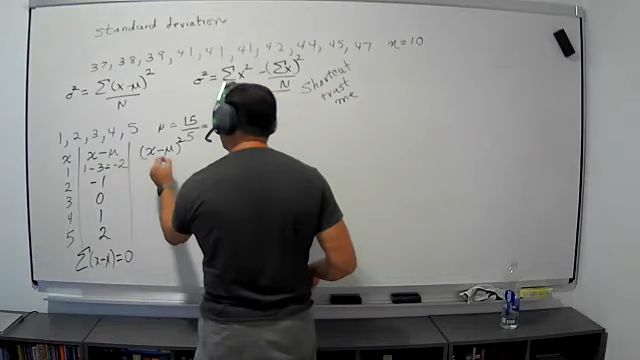 standard deviation
37, 38, 39, 41, 41, 41, 42, 44, 45, 47 n=10
σ² = Σ(x-μ)² / N
σ² = Σx² - (Σx)² / N
shortcut
trust
me
1, 2, 3, 4, 5 μ = 15/5 =
x x-μ (x-μ)²
1 1-3=-2
2 -1
3 0
4 1
5 2
Σ(x-μ)=0